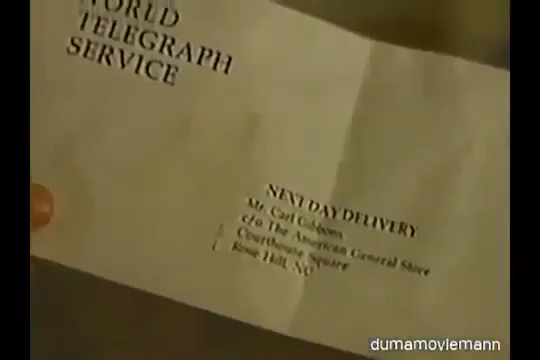 WORLD
TELEGRAPH
SERVICE
NEXT DAY DELIVERY
Mr. Carl Gibbons
c/o The American General Store
Courthouse Square
Rose Hill, NC
dumamoviemann